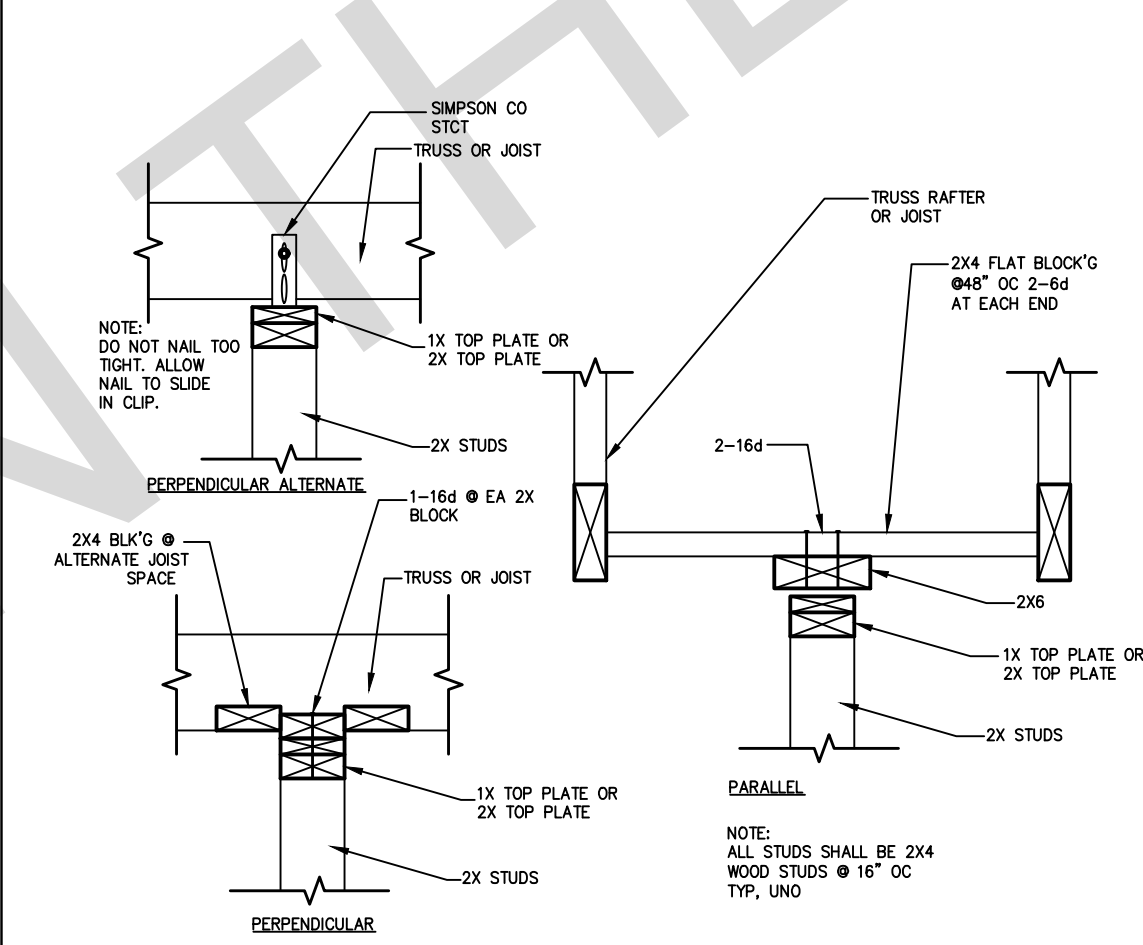 SIMPSON CO
STCT
TRUSS OR JOIST
NOTE:
DO NOT NAIL TOO
TIGHT. ALLOW
NAIL TO SLIDE
IN CLIP.
1X TOP PLATE OR
2X TOP PLATE
2X STUDS
PERPENDICULAR ALTERNATE
1-16d @ EA 2X
BLOCK
2X4 BLK'G @
ALTERNATE JOIST
SPACE
TRUSS OR JOIST
1X TOP PLATE OR
2X TOP PLATE
2X STUDS
PERPENDICULAR
TRUSS RAFTER
OR JOIST
2X4 FLAT BLOCK'G
@48" OC 2-6d
AT EACH END
2-16d
2X6
1X TOP PLATE OR
2X TOP PLATE
2X STUDS
PARALLEL
NOTE:
ALL STUDS SHALL BE 2X4
WOOD STUDS @ 16" OC
TYP, UNO